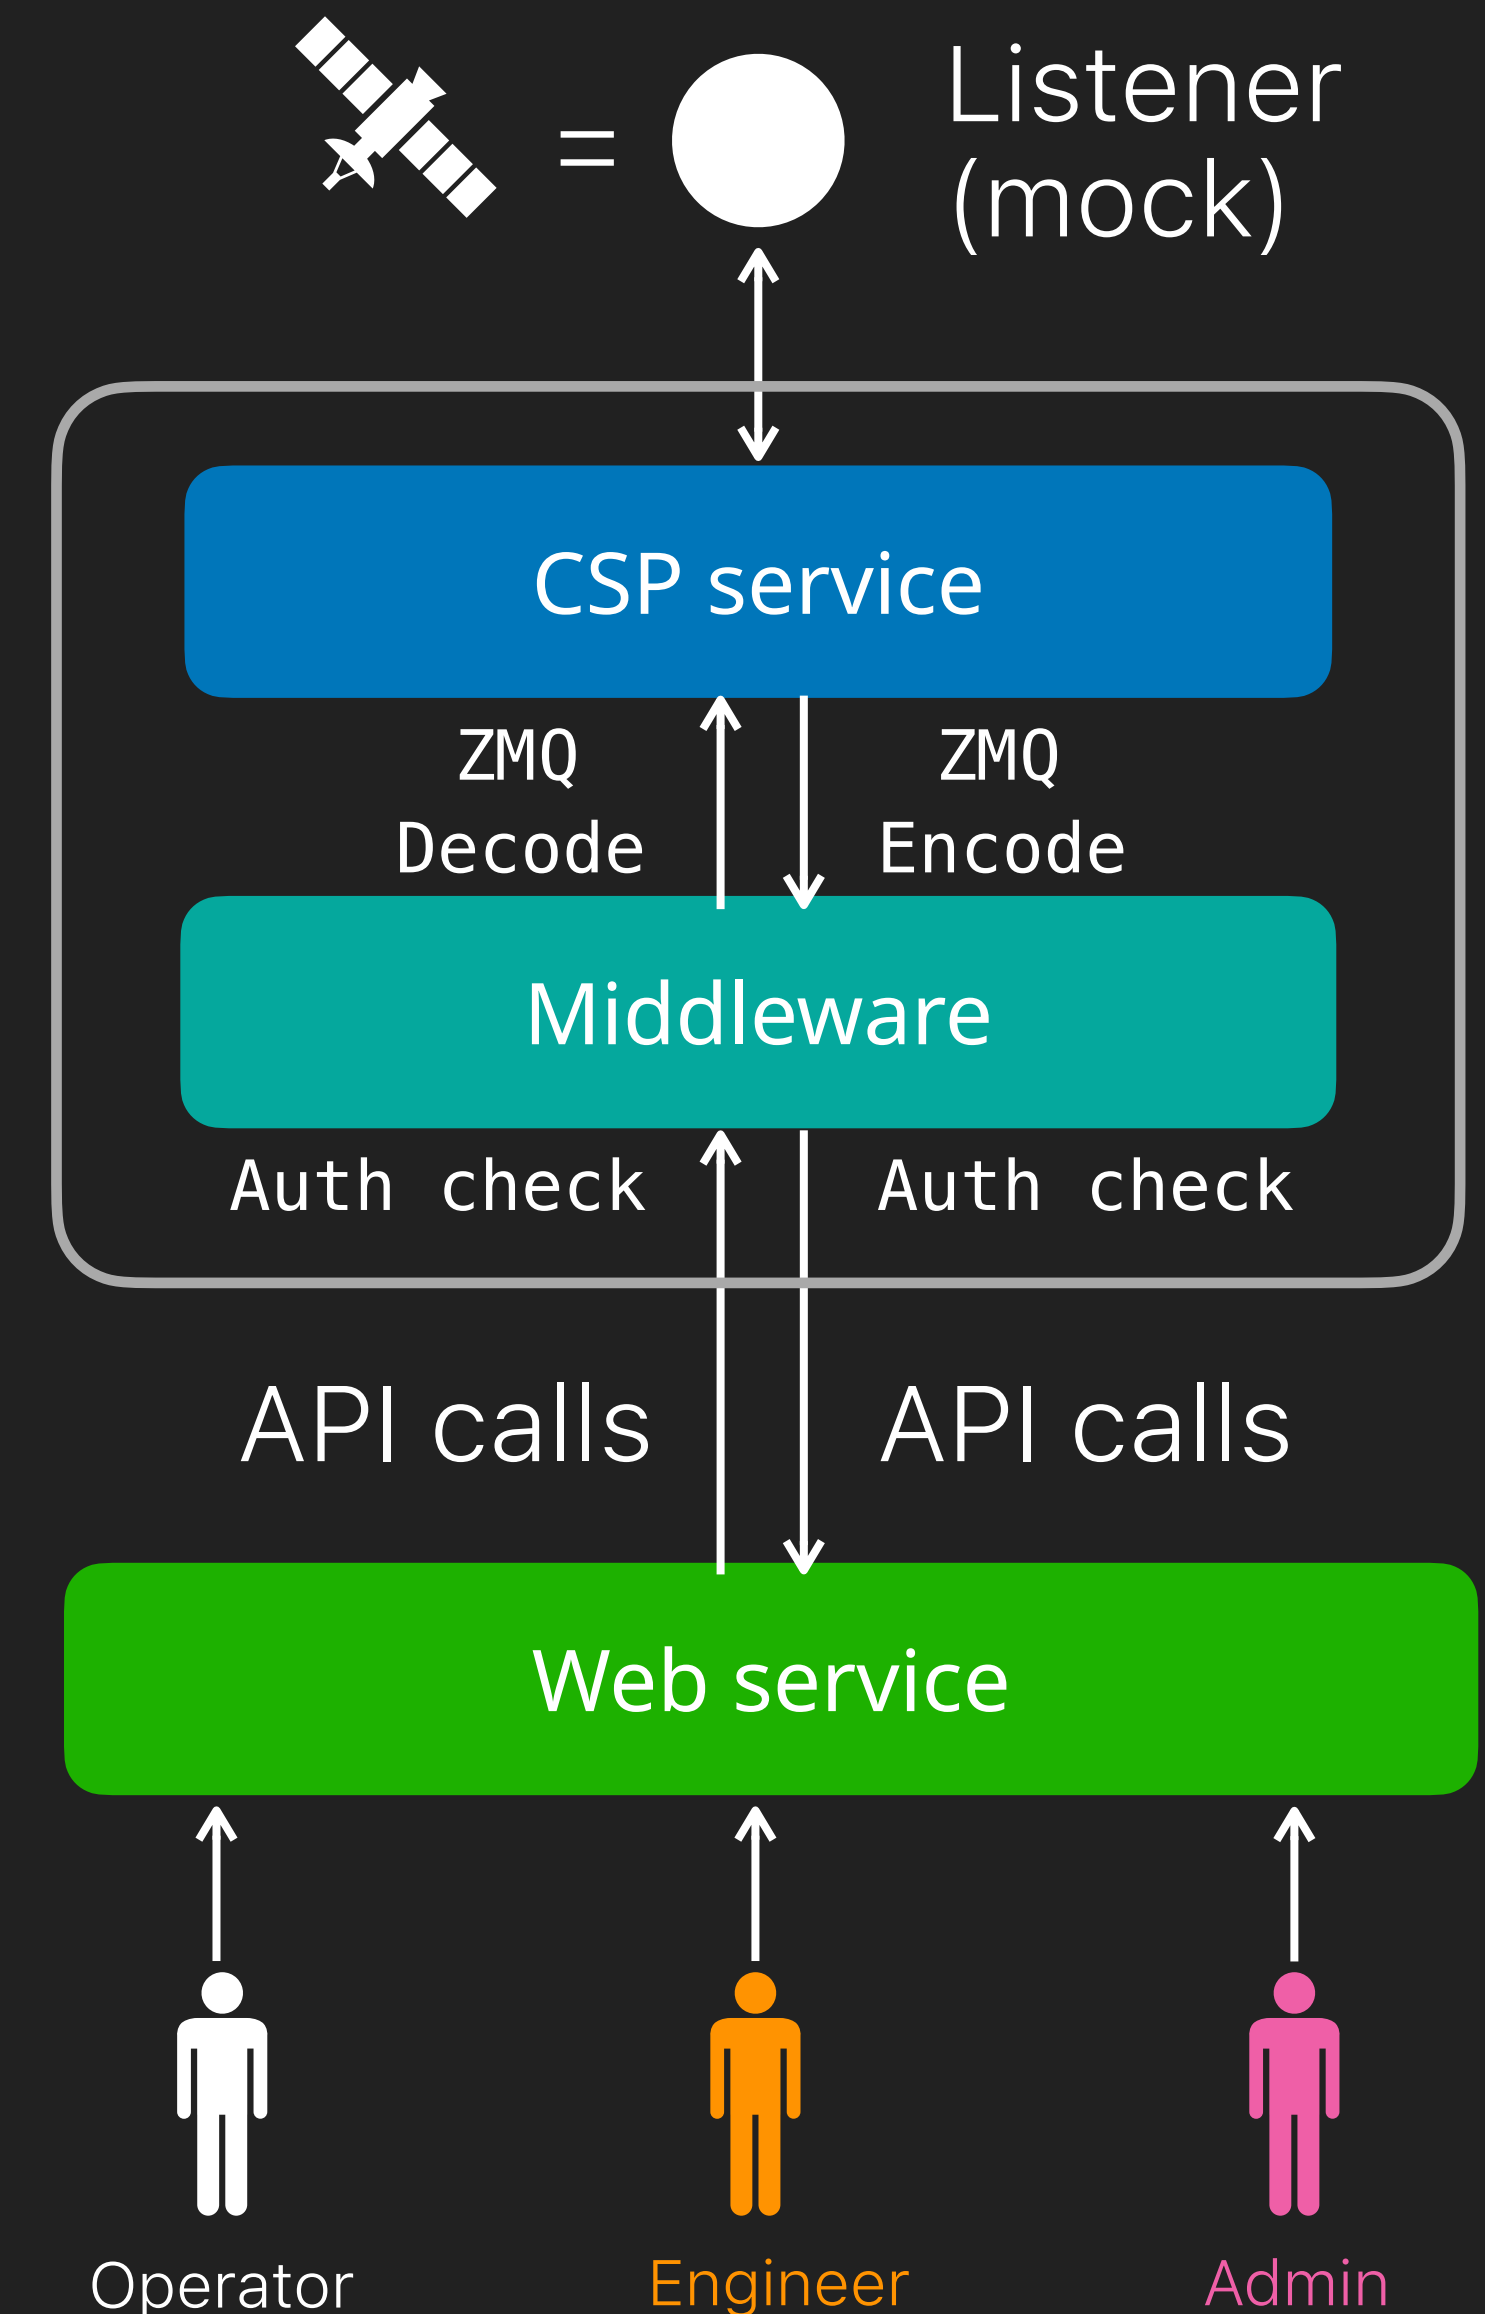 =
Listener
(mock)
CSP service
ZMQ
Decode
ZMQ
Encode
Middleware
Auth check
Auth check
API calls
API calls
Web service
Operator
Engineer
Admin